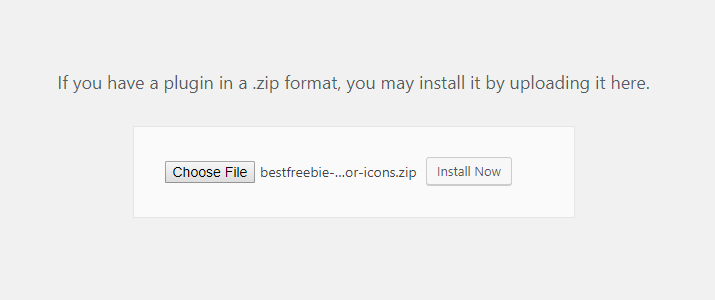 If you have a plugin in a .zip format, you may install it by uploading it here.
Choose File bestfreebie-...or-icons.zip Install Now